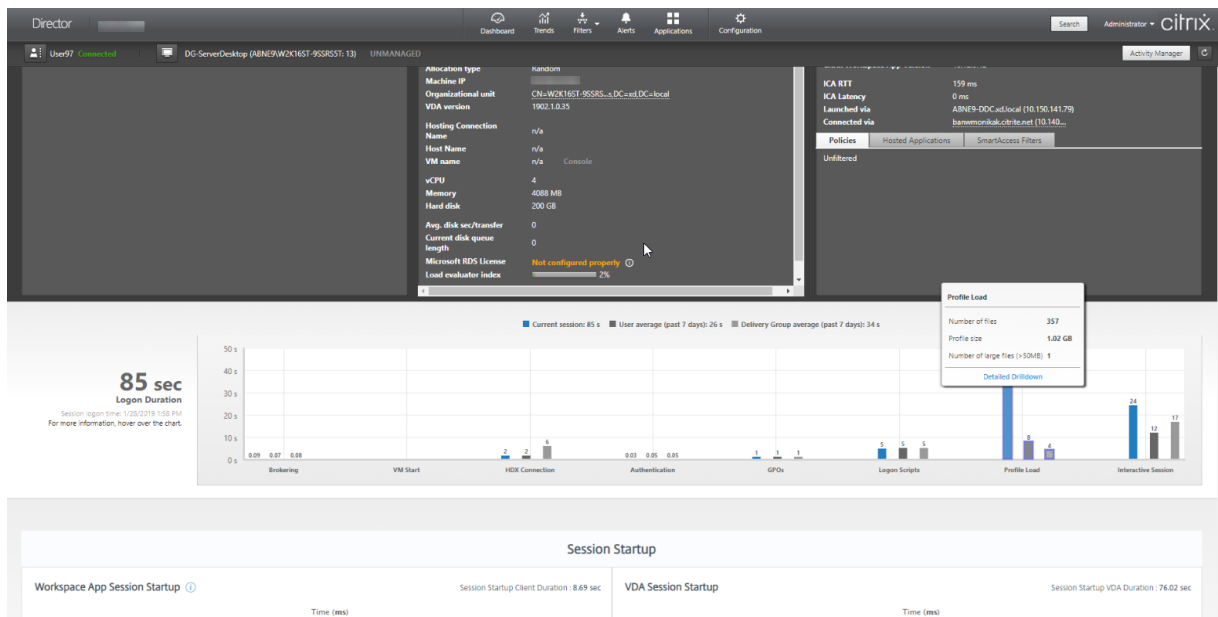 Director
Dashboard Trends Filters Alerts Applications Configuration
Search Administrator citrix
User97 Connected DG-ServerDesktop (ABNE9\W2K16ST-9SSRS5T: 13) UNMANAGED Activity Manager
Allocation type Random
Machine IP
Organizational unit CN=W2K16ST-9SSRS...s,DC=xd,DC=local
VDA version 1902.1.0.35
Hosting Connection
Name n/a
Host Name n/a
VM name n/a Console
vCPU 4
Memory 4088 MB
Hard disk 200 GB
Avg. disk sec/transfer 0
Current disk queue
length 0
Microsoft RDS License Not configured properly
Load evaluator index 2%
ICA RTT 159 ms
ICA Latency 0 ms
Launched via ABNE9-DDC.xd.local (10.150.141.79)
Connected via banwmonikak.citrite.net (10.140....
Policies Hosted Applications SmartAccess Filters
Unfiltered
Profile Load
Number of files 357
Profile size 1.02 GB
Number of large files (>50MB) 1
Detailed Drilldown
Current session: 85 s User average (past 7 days): 26 s Delivery Group average (past 7 days): 34 s
85 sec
Logon Duration
Session logon time: 1/28/2019 1:58 PM
For more information, hover over the chart.
50 s
40 s
30 s
20 s
10 s
0 s
0.09 0.07 0.08
2 2 6
0.03 0.05 0.05
1 1 1
5 5 5
8 4
24 12 17
Brokering VM Start HDX Connection Authentication GPOs Logon Scripts Profile Load Interactive Session
Session Startup
Workspace App Session Startup Session Startup Client Duration : 8.69 sec
Time (ms)
VDA Session Startup Session Startup VDA Duration : 76.02 sec
Time (ms)